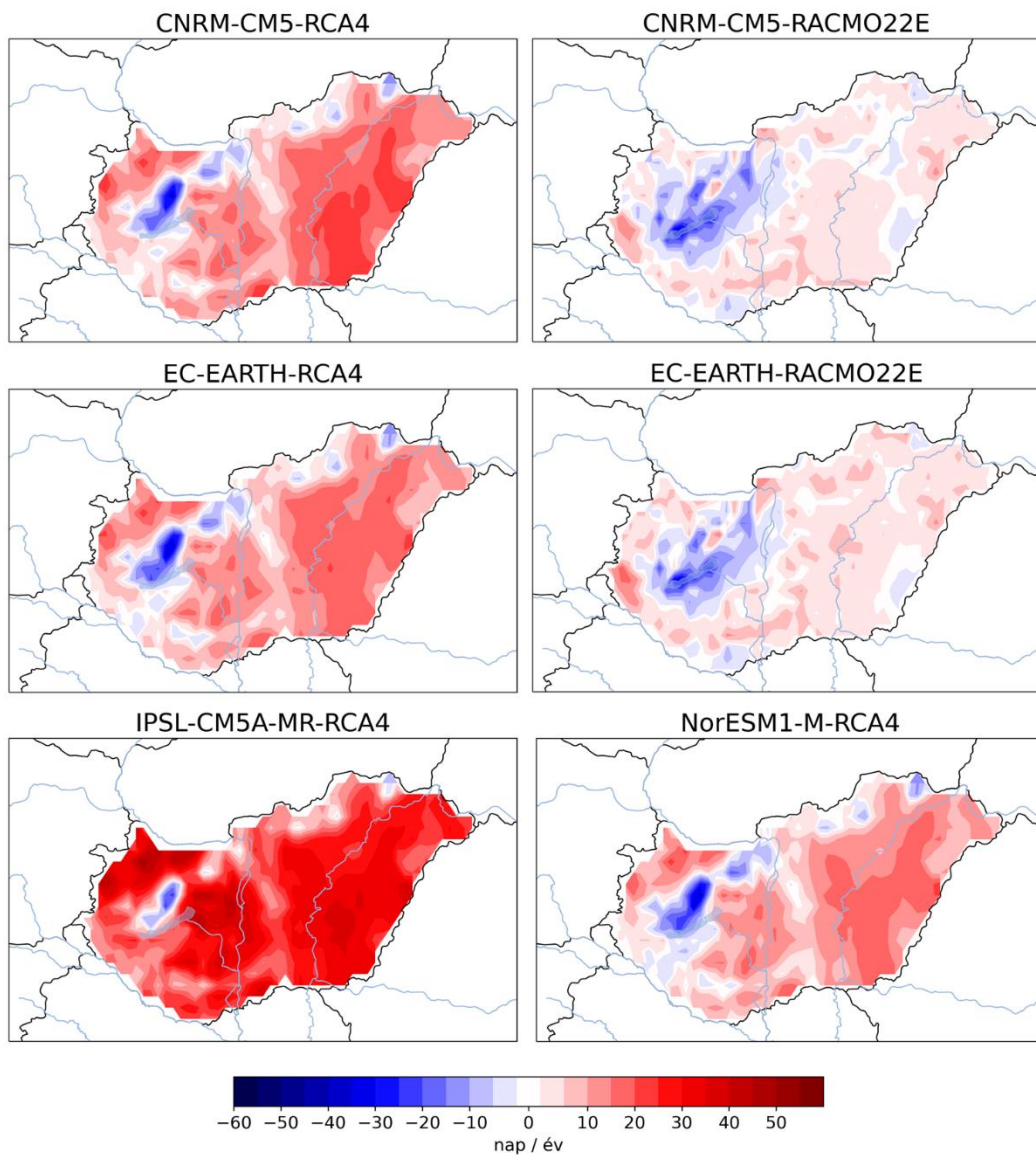 CNRM-CM5-RCA4
CNRM-CM5-RACMO22E
EC-EARTH-RCA4
EC-EARTH-RACMO22E
IPSL-CM5A-MR-RCA4
NorESM1-M-RCA4
−60 −50 −40 −30 −20 −10 0 10 20 30 40 50
nap / év